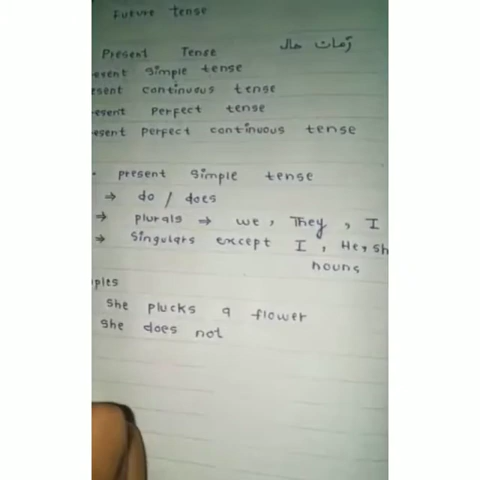 Future tense
Present Tense زمان حال
esent simple tense
esent continuous tense
esent perfect tense
esent perfect continuous tense
- present simple tense
⇒ do / does
⇒ plurals ⇒ we, They, I
⇒ Singulars except I, He, sh
nouns
ples
she plucks a flower
she does not